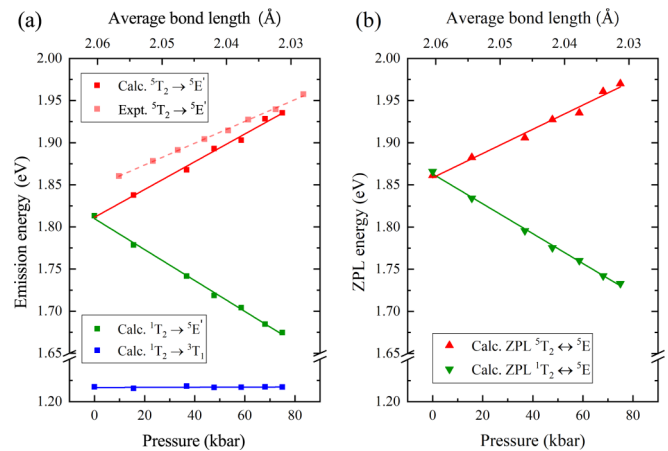 (a)
Average bond length (Å)
2.06 2.05 2.04 2.03
2.00
1.95
1.90
1.85
1.80
1.75
1.70
1.65
1.20
Emission energy (eV)
Calc. ⁵T₂ → ⁵E'
Expt. ⁵T₂ → ⁵E'
Calc. ¹T₂ → ⁵E'
Calc. ¹T₂ → ³T₁
0 20 40 60 80
Pressure (kbar)
(b)
Average bond length (Å)
2.06 2.05 2.04 2.03
2.00
1.95
1.90
1.85
1.80
1.75
1.70
1.65
1.20
ZPL energy (eV)
Calc. ZPL ⁵T₂ ↔ ⁵E
Calc. ZPL ¹T₂ ↔ ⁵E
0 20 40 60 80
Pressure (kbar)